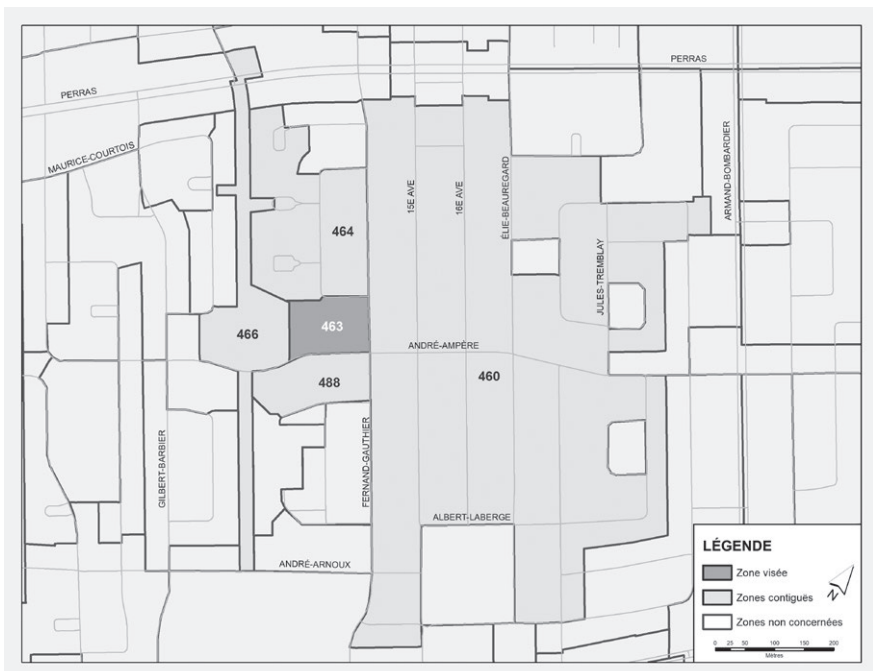 PERRAS
PERRAS
MAURICE-COURTOIS
15E AVE
16E AVE
ÉLIE-BEAUREGARD
ARMAND-BOMBARDIER
464
JULES-TREMBLAY
463
466
ANDRÉ-AMPÈRE
488
460
GILBERT-BARBIER
FERNAND-GAUTHIER
ALBERT-LABERGE
ANDRÉ-ARNOUX
LÉGENDE
Zone visée
Zones contiguës
Zones non concernées
N
0 25 50 100 150 200
Mètres